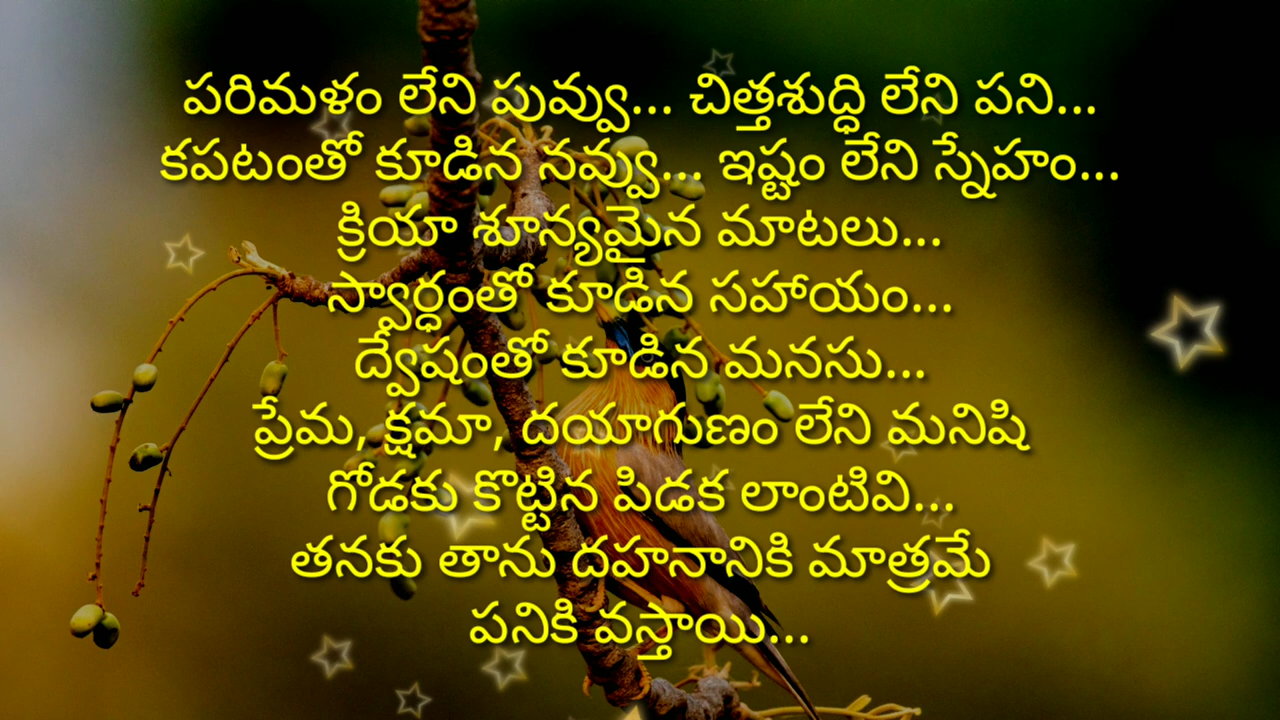 పరిమళం లేని పువ్వు... చిత్తశుద్ధి లేని పని...
కపటంతో కూడిన నవ్వు... ఇష్టం లేని స్నేహం...
క్రియా శూన్యమైన మాటలు...
స్వార్థంతో కూడిన సహాయం...
ద్వేషంతో కూడిన మనసు...
ప్రేమ, క్షమా, దయాగుణం లేని మనిషి
గోడకు కొట్టిన పిడక లాంటివి...
తనకు తాను దహనానికి మాత్రమే
పనికి వస్తాయి...